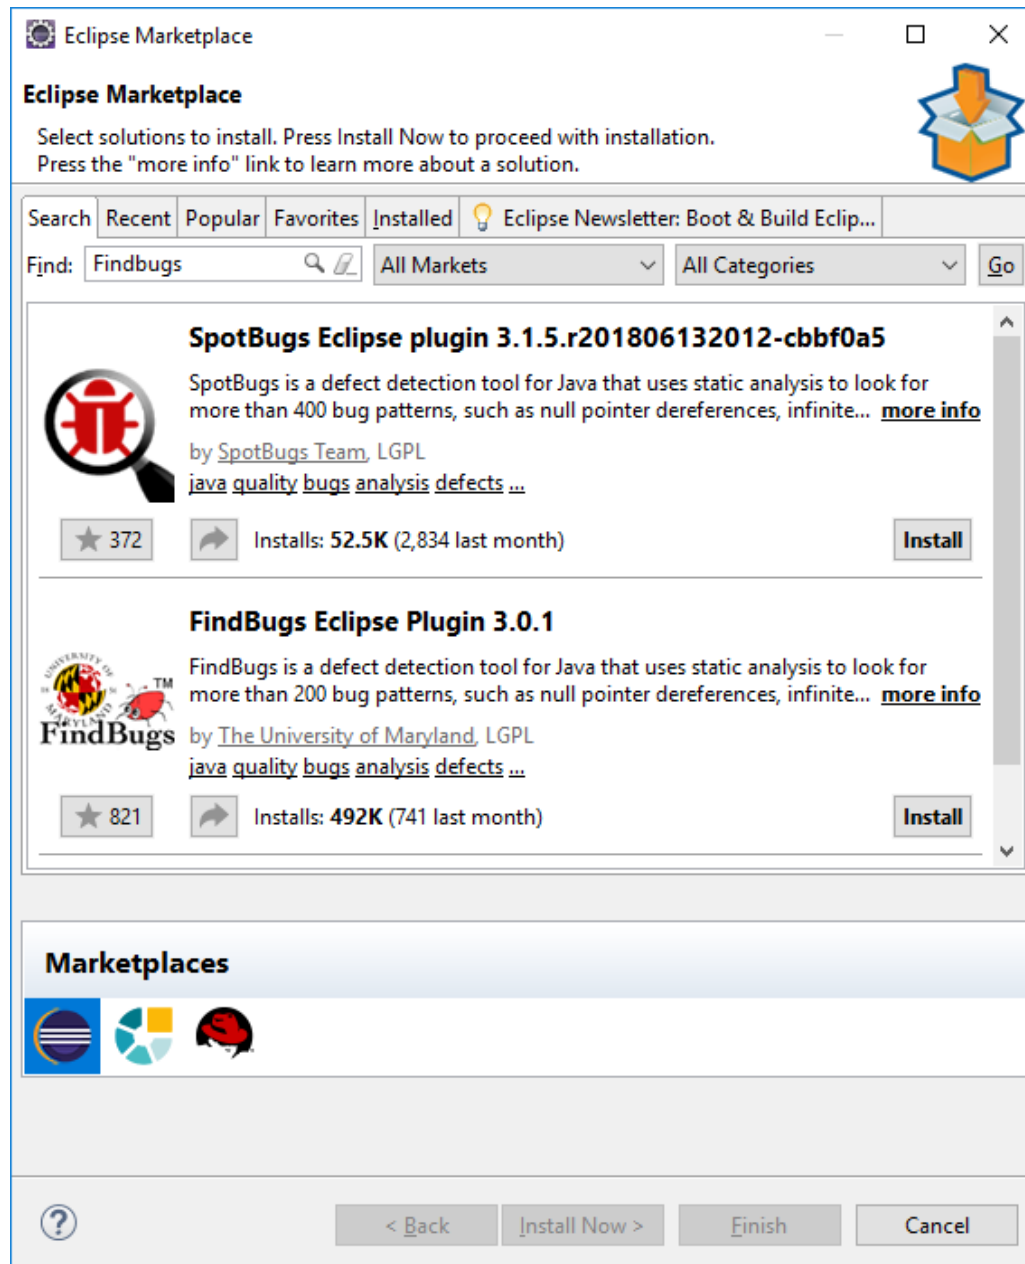 Eclipse Marketplace
Eclipse Marketplace
Select solutions to install. Press Install Now to proceed with installation.
Press the "more info" link to learn more about a solution.
Search Recent Popular Favorites Installed Eclipse Newsletter: Boot & Build Eclip...
Find: Findbugs All Markets All Categories Go
SpotBugs Eclipse plugin 3.1.5.r201806132012-cbbf0a5
SpotBugs is a defect detection tool for Java that uses static analysis to look for
more than 400 bug patterns, such as null pointer dereferences, infinite... more info
by SpotBugs Team, LGPL
java quality bugs analysis defects ...
372 Installs: 52.5K (2,834 last month) Install
FindBugs Eclipse Plugin 3.0.1
FindBugs is a defect detection tool for Java that uses static analysis to look for
more than 200 bug patterns, such as null pointer dereferences, infinite... more info
UNIVERSITY OF
MARYLAND
TM
FindBugs
by The University of Maryland, LGPL
java quality bugs analysis defects ...
821 Installs: 492K (741 last month) Install
Marketplaces
? < Back Install Now > Finish Cancel